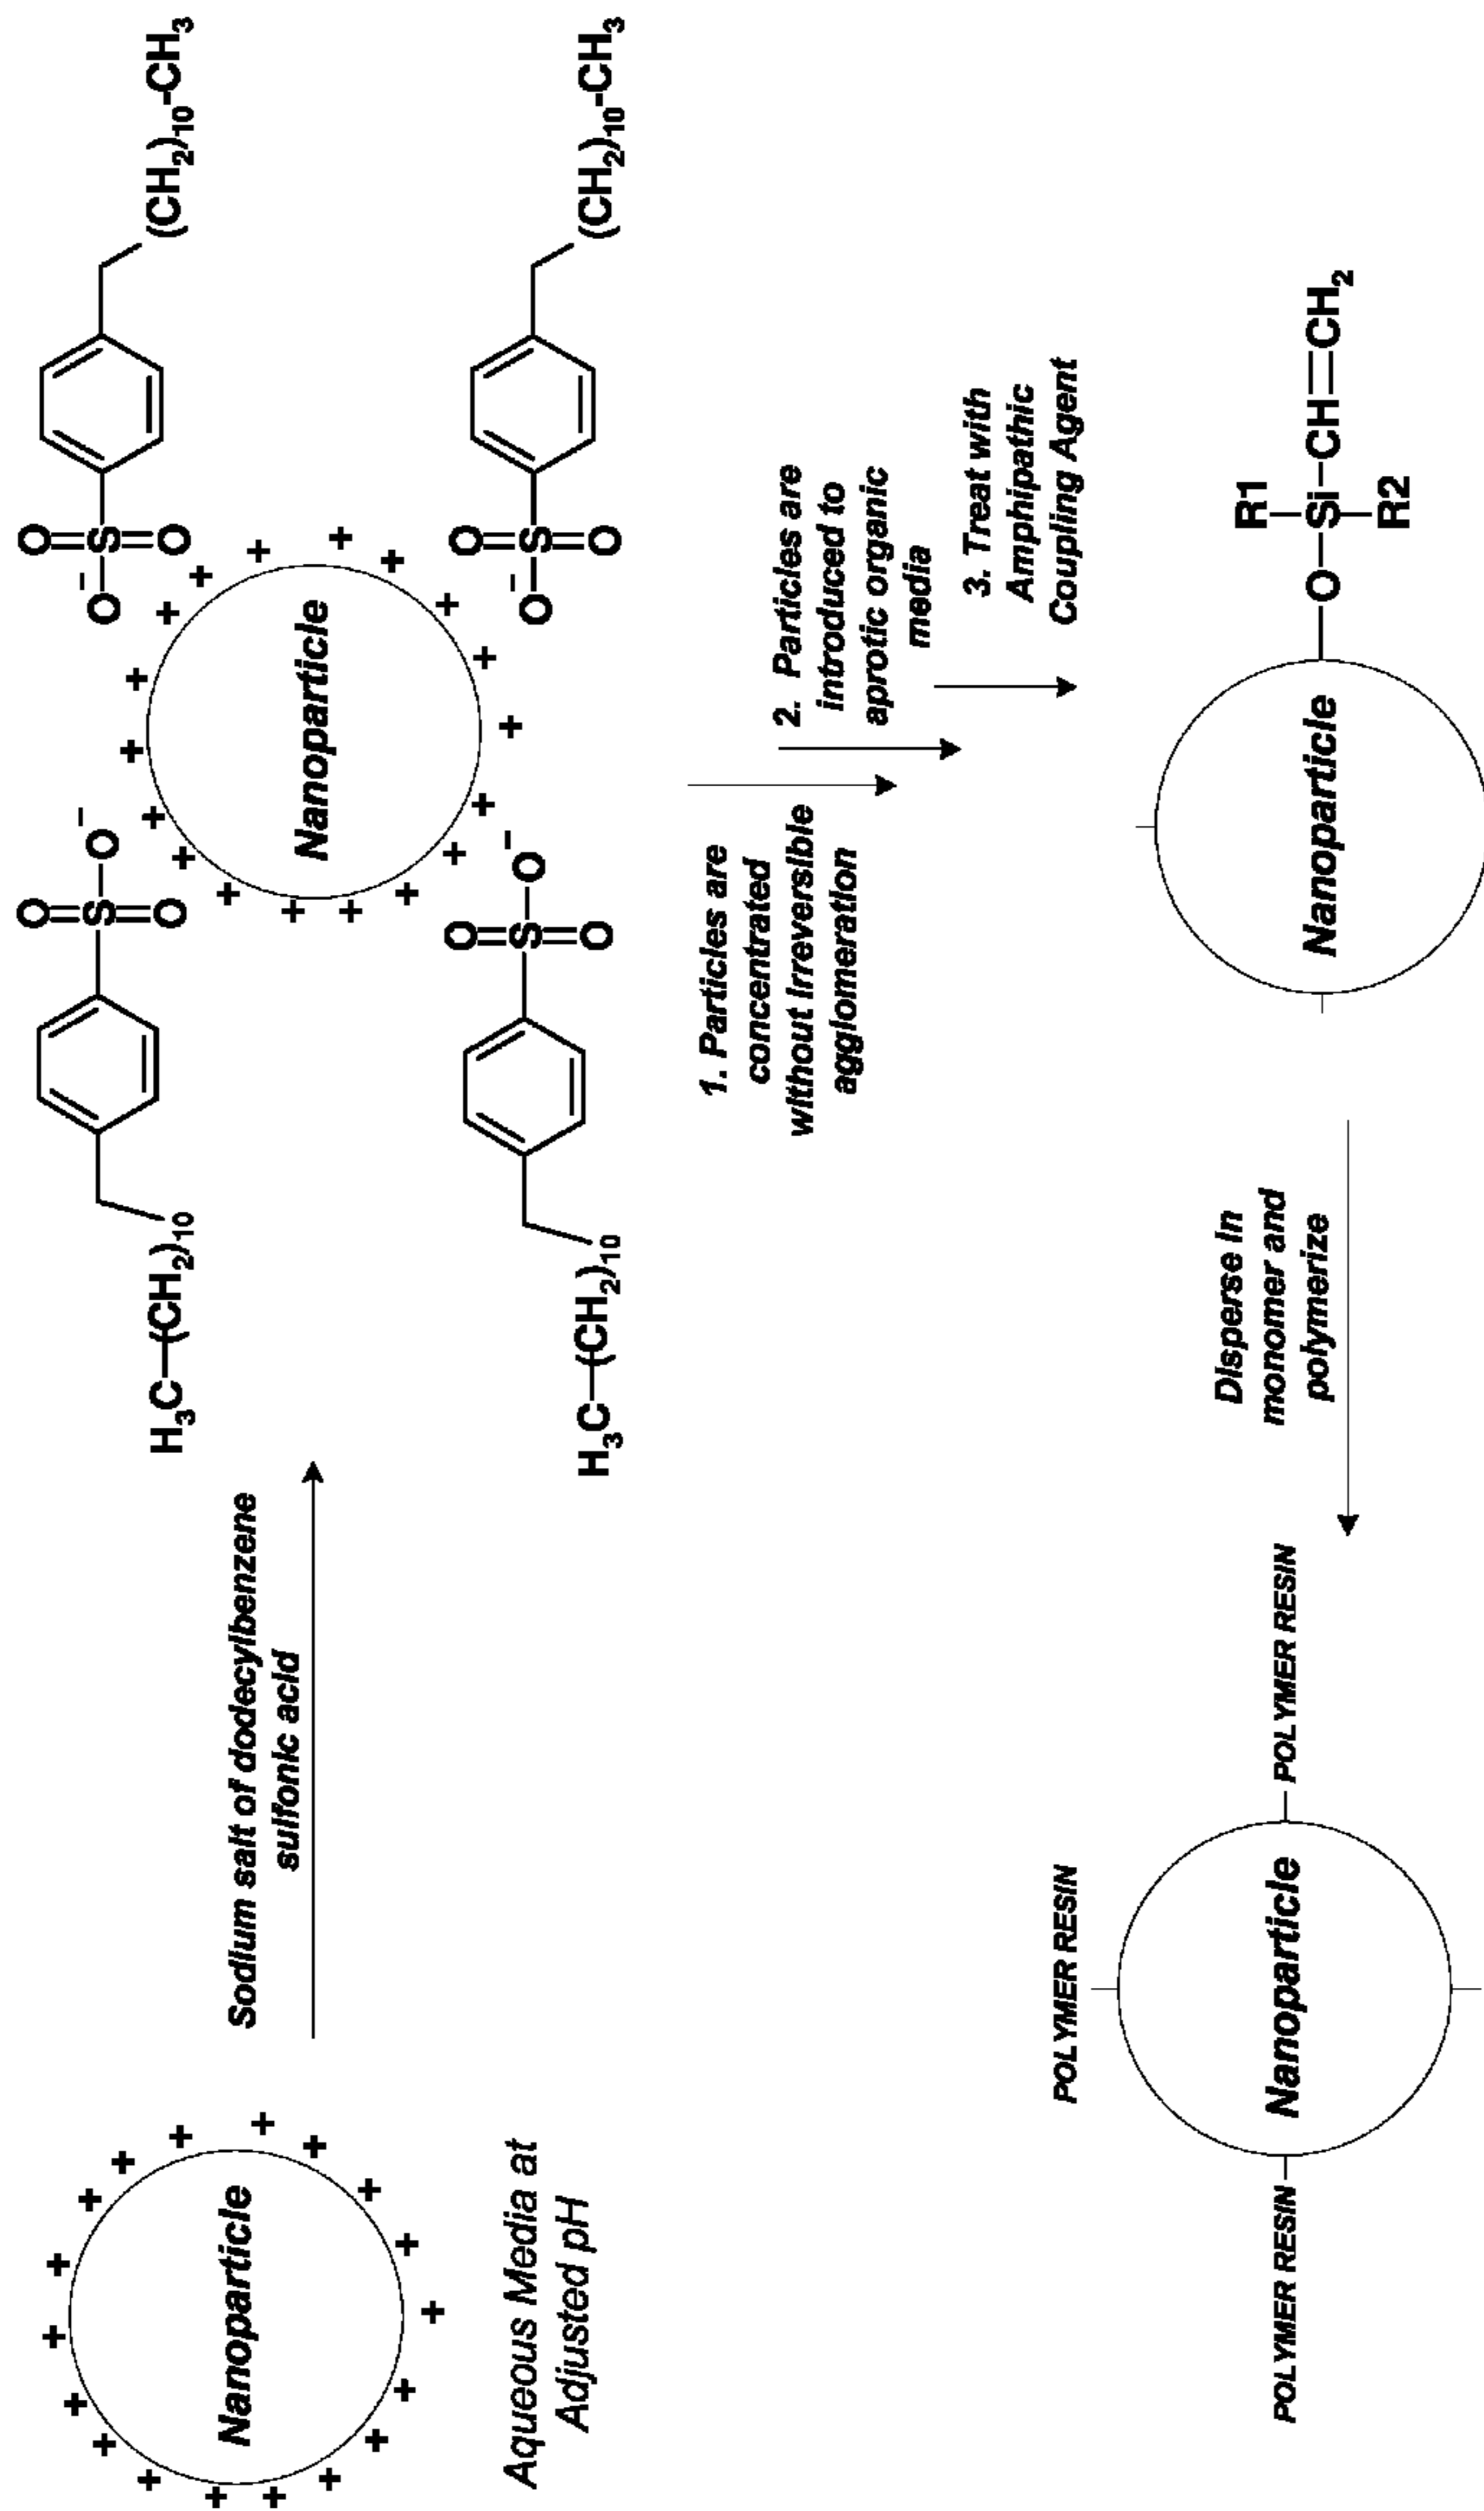 Nanoparticle
Aqueous Media at
Adjusted pH
Sodium salt of dodecylbenzene
sulfonic acid
H3C-(CH2)10
O
S
O
O-
O
O-S
O
(CH2)10-CH3
Nanoparticle
H3C-(CH2)10
O
S
O
O-
O
O-S
O
(CH2)10-CH3
+ + + + + + + + + + + + + + + + +
1. Particles are
concentrated
without irreversible
agglomeration
2. Particles are
introduced to
aprotic organic
media
3. Treat with
Amphipathic
Coupling Agent
Nanoparticle
R1
O-Si-CH=CH2
R2
Disperse in
monomer and
polymerize
POLYMER RESIN
POLYMER RESIN
Nanoparticle
POLYMER RESIN